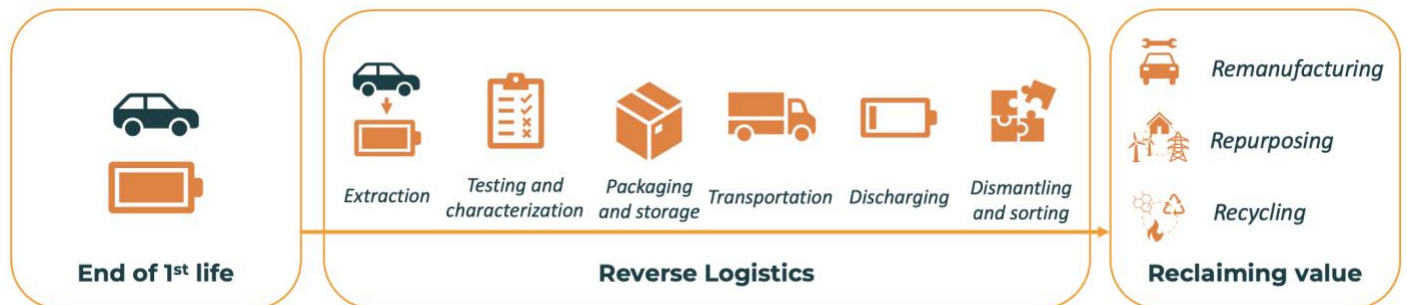 Extraction
Testing and
characterization
Packaging
and storage
Transportation
Discharging
Dismantling
and sorting
Remanufacturing
Repurposing
Recycling
End of 1st life
Reverse Logistics
Reclaiming value